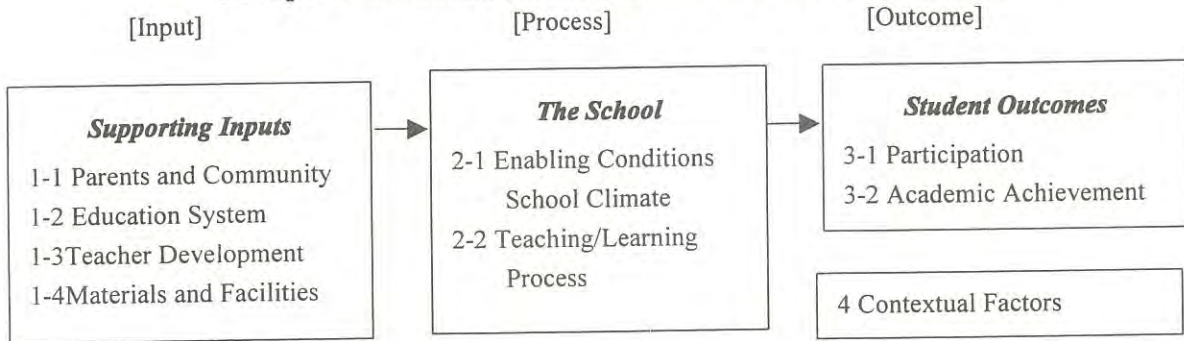 [Input] [Process] [Outcome]
Supporting Inputs
1-1 Parents and Community
1-2 Education System
1-3Teacher Development
1-4Materials and Facilities
The School
2-1 Enabling Conditions
School Climate
2-2 Teaching/Learning
Process
Student Outcomes
3-1 Participation
3-2 Academic Achievement
4 Contextual Factors